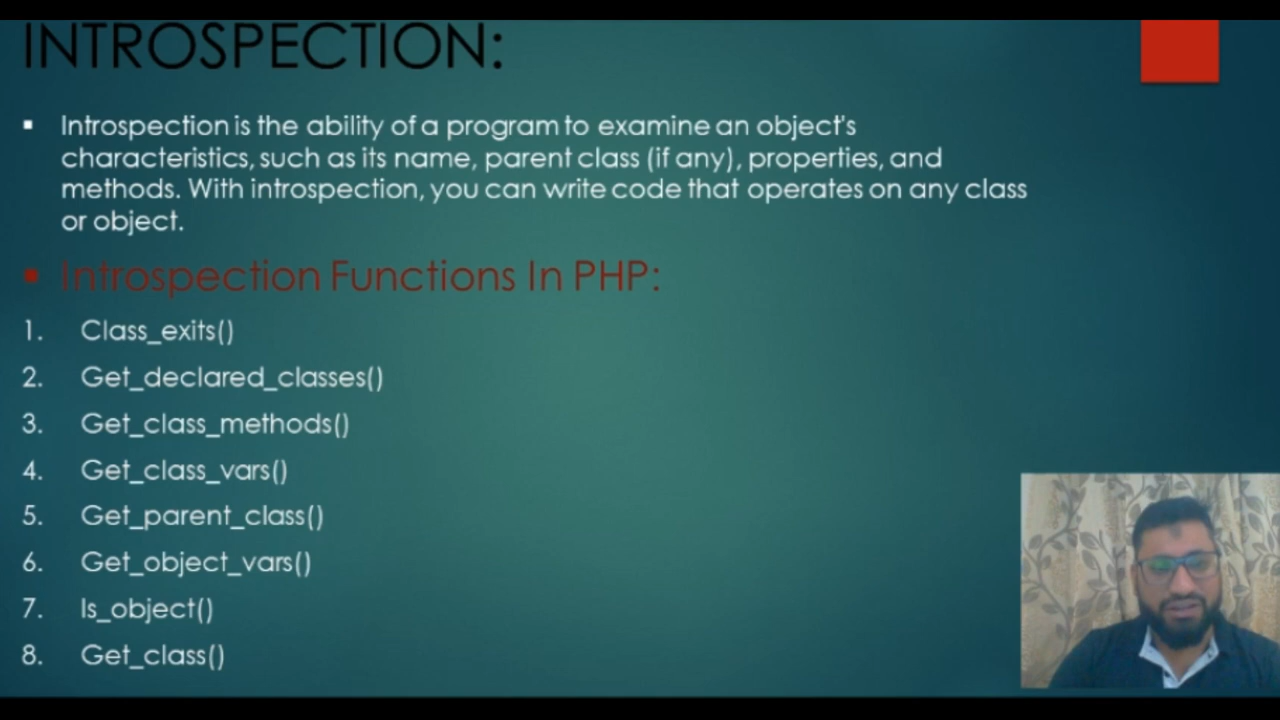 INTROSPECTION:
▪ Introspection is the ability of a program to examine an object's
characteristics, such as its name, parent class (if any), properties, and
methods. With introspection, you can write code that operates on any class
or object.
• Introspection Functions In PHP:
1. Class_exits()
2. Get_declared_classes()
3. Get_class_methods()
4. Get_class_vars()
5. Get_parent_class()
6. Get_object_vars()
7. Is_object()
8. Get_class()